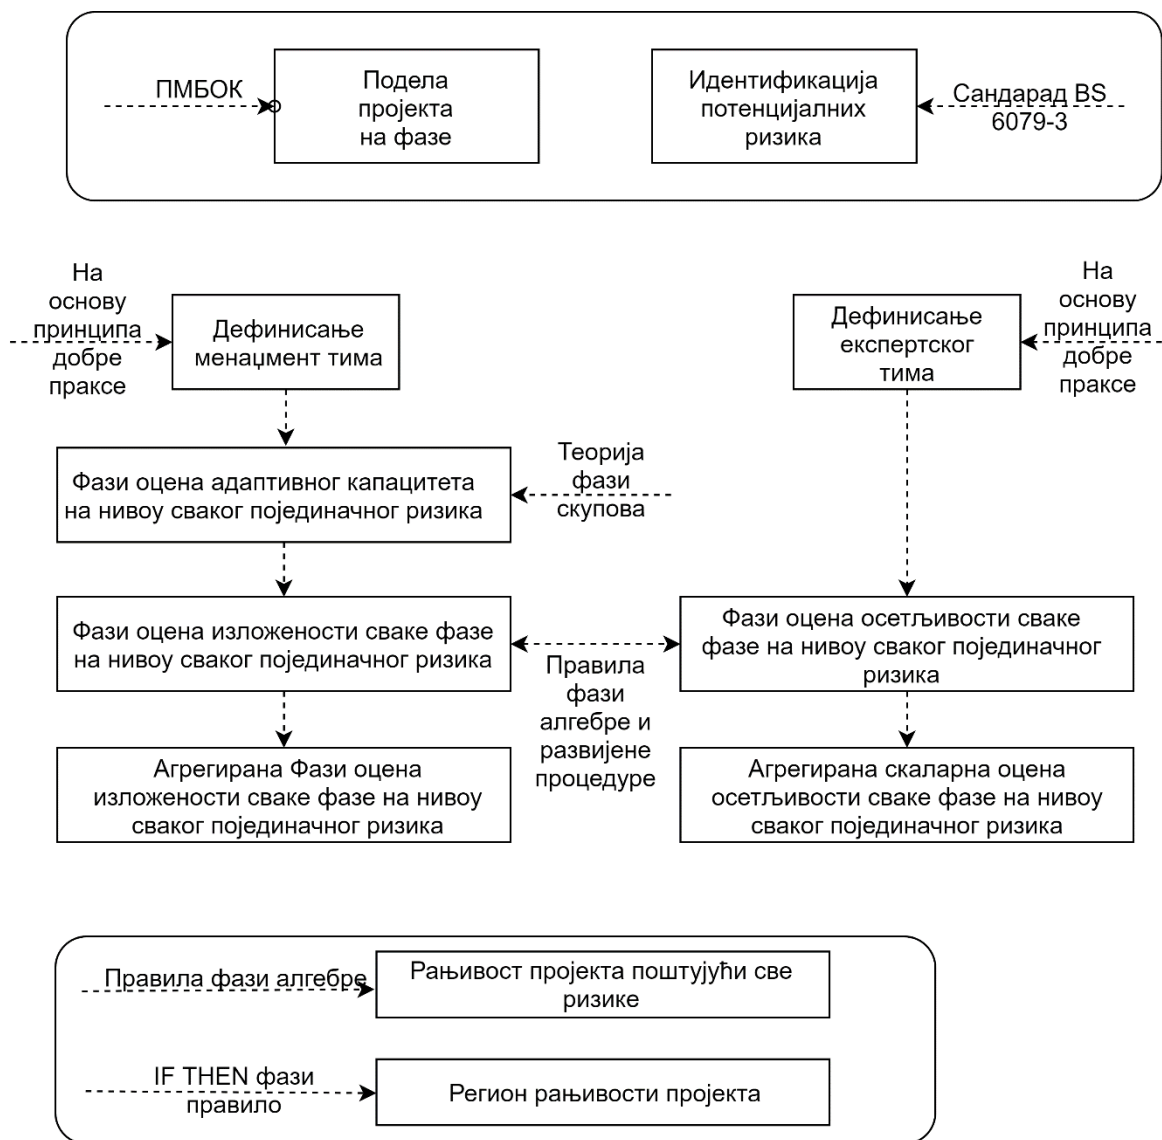 ПМБОК
Подела
пројекта
на фазе
Идентификација
потенцијалних
ризика
Сандарад BS
6079-3
На
основу
принципа
добре
праксе
Дефинисање
менаџмент тима
Дефинисање
експертског
тима
На
основу
принципа
добре
праксе
Фази оцена адаптивног капацитета
на нивоу сваког појединачног ризика
Теорија
фази
скупова
Фази оцена изложености сваке фазе
на нивоу сваког појединачног ризика
Правила
фази
алгебре и
развијене
процедуре
Фази оцена осетљивости сваке
фазе на нивоу сваког појединачног
ризика
Агрегирана Фази оцена
изложености сваке фазе на нивоу
сваког појединачног ризика
Агрегирана скаларна оцена
осетљивости сваке фазе на нивоу
сваког појединачног ризика
Правила фази алгебре
Рањивост пројекта поштујући све
ризике
IF THEN фази
правило
Регион рањивости пројекта